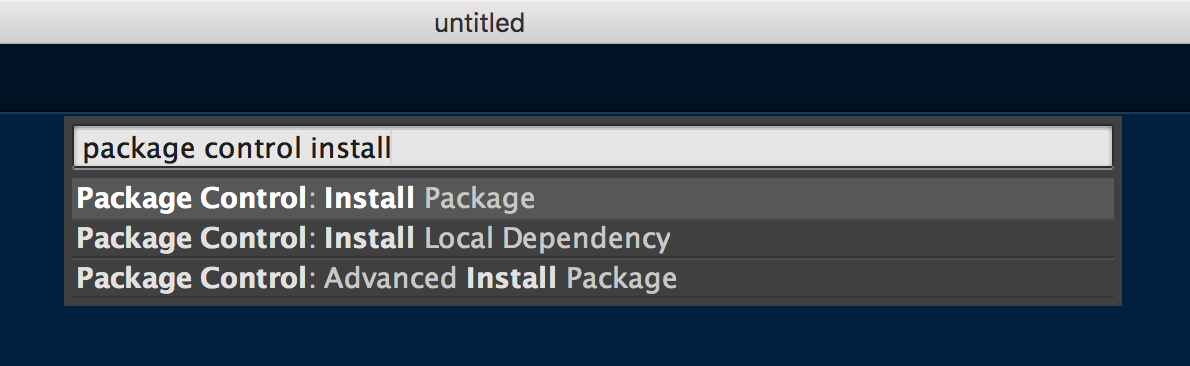 untitled
package control install
Package Control: Install Package
Package Control: Install Local Dependency
Package Control: Advanced Install Package